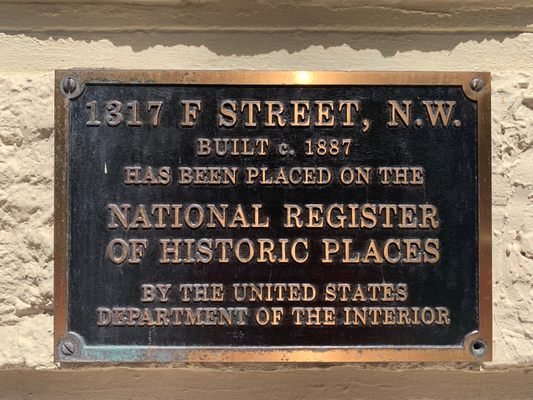 1317 F STREET, N.W.
BUILT c. 1887
HAS BEEN PLACED ON THE
NATIONAL REGISTER
OF HISTORIC PLACES
BY THE UNITED STATES
DEPARTMENT OF THE INTERIOR